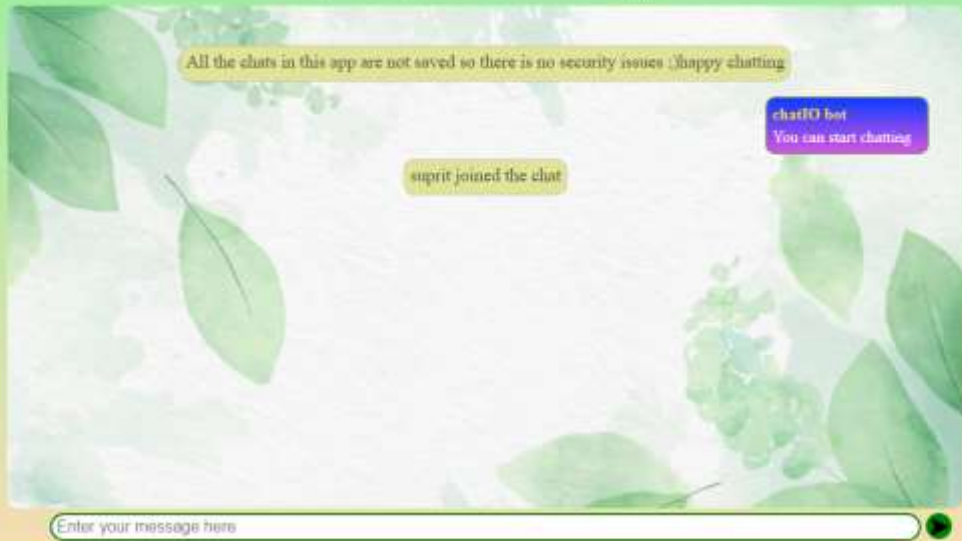 All the chats in this app are not saved so there is no security issues ;)happy chatting
chatIO bot
You can start chatting
suprit joined the chat
Enter your message here